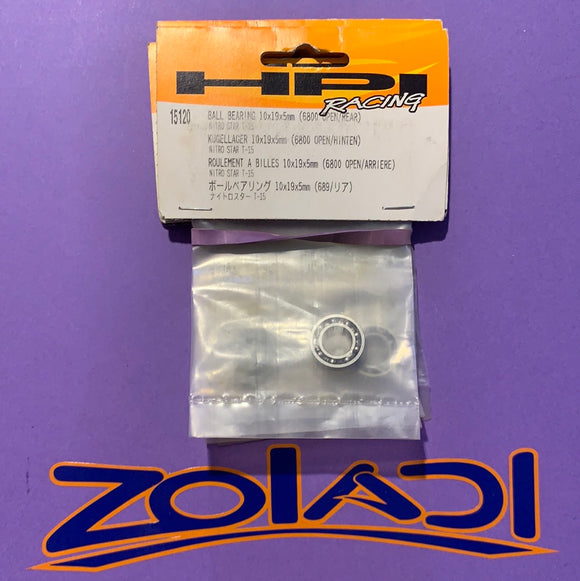 HPI
RACING
15120 BALL BEARING 10x19x5mm (6800 OPEN/REAR)
NITRO STAR T-15
KUGELLAGER 10x19x5mm (6800 OPEN/HINTEN)
NITRO STAR T-15
ROULEMENT A BILLES 10x19x5mm (6800 OPEN/ARRIERE)
NITRO STAR T-15
ボールベアリング 10x19x5mm (689/リア)
ナイトロスター T-15
ZOIADI